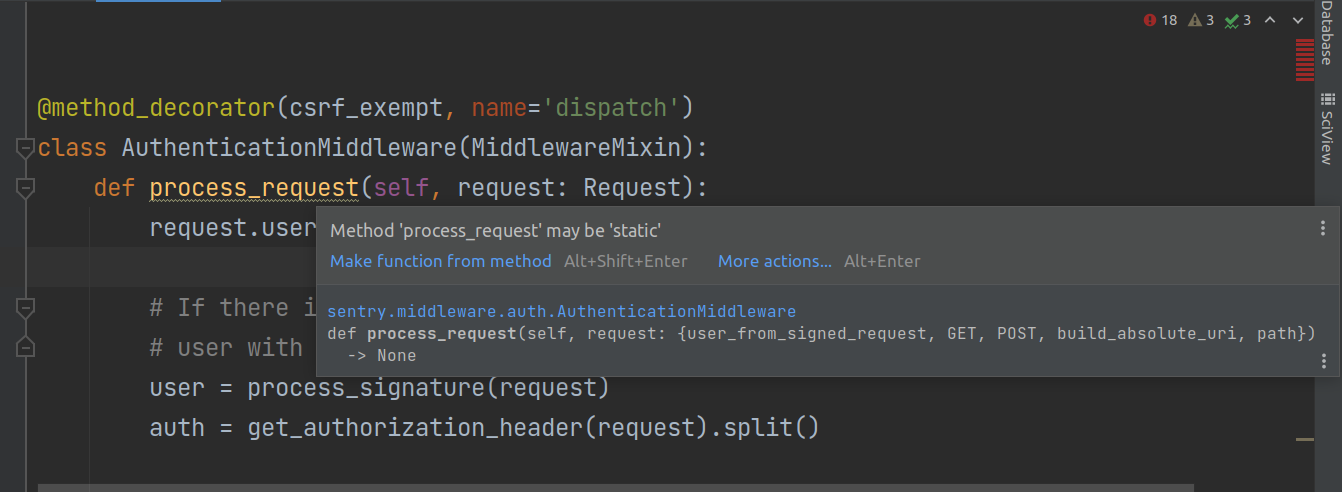 18 3 3
@method_decorator(csrf_exempt, name='dispatch')
class AuthenticationMiddleware(MiddlewareMixin):
def process_request(self, request: Request):
request.user
Method 'process_request' may be 'static'
Make function from method Alt+Shift+Enter More actions... Alt+Enter
sentry.middleware.auth.AuthenticationMiddleware
def process_request(self, request: {user_from_signed_request, GET, POST, build_absolute_uri, path})
-> None
# If there i
# user with
user = process_signature(request)
auth = get_authorization_header(request).split()
Database
SciView